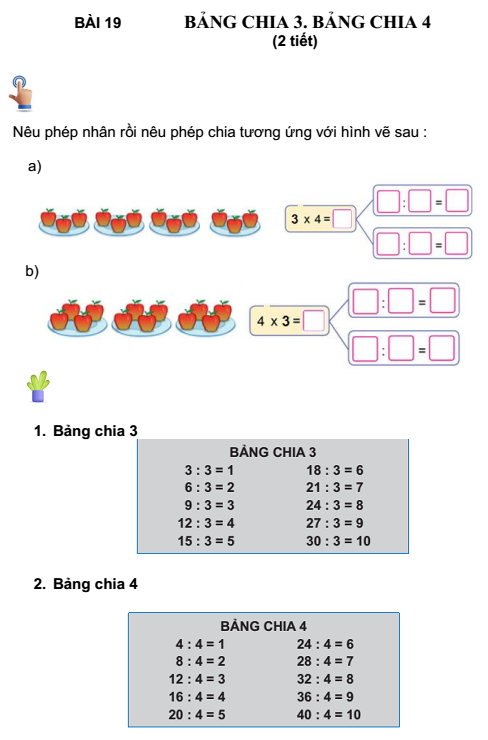 BÀI 19 BẢNG CHIA 3. BẢNG CHIA 4
(2 tiết)
Nêu phép nhân rồi nêu phép chia tương ứng với hình vẽ sau :
a)
3 x 4 = □
□ : □ = □
□ : □ = □
b)
4 x 3 = □
□ : □ = □
□ : □ = □
1. Bảng chia 3
BẢNG CHIA 3
3 : 3 = 1 18 : 3 = 6
6 : 3 = 2 21 : 3 = 7
9 : 3 = 3 24 : 3 = 8
12 : 3 = 4 27 : 3 = 9
15 : 3 = 5 30 : 3 = 10
2. Bảng chia 4
BẢNG CHIA 4
4 : 4 = 1 24 : 4 = 6
8 : 4 = 2 28 : 4 = 7
12 : 4 = 3 32 : 4 = 8
16 : 4 = 4 36 : 4 = 9
20 : 4 = 5 40 : 4 = 10